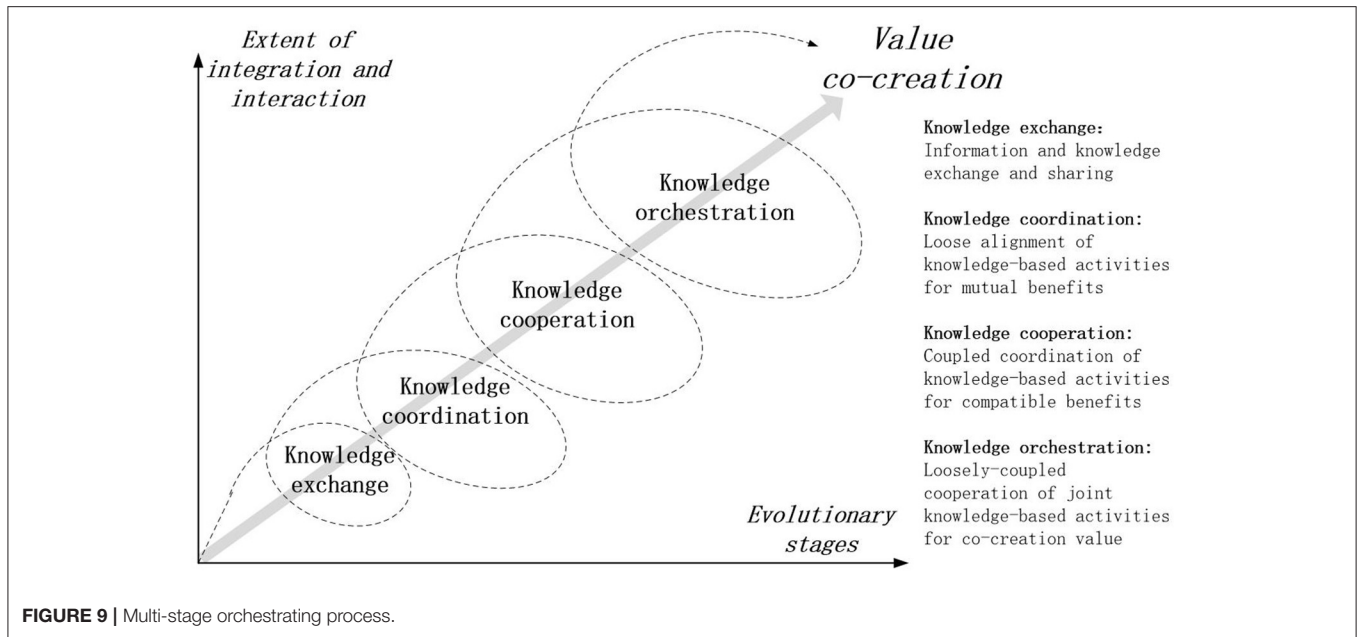 Extent of
integration and
interaction
Value
co-creation
Knowledge
orchestration
Knowledge
cooperation
Knowledge
coordination
Knowledge
exchange
Evolutionary
stages
Knowledge exchange:
Information and knowledge
exchange and sharing
Knowledge coordination:
Loose alignment of
knowledge-based activities
for mutual benefits
Knowledge cooperation:
Coupled coordination of
knowledge-based activities
for compatible benefits
Knowledge orchestration:
Loosely-coupled
cooperation of joint
knowledge-based activities
for co-creation value
FIGURE 9 | Multi-stage orchestrating process.